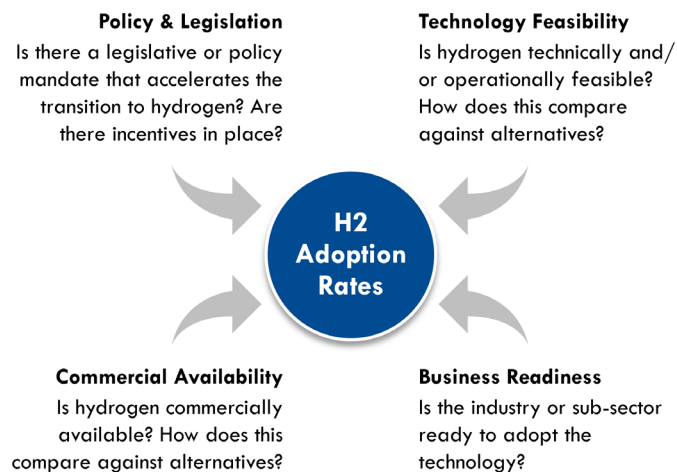 Policy & Legislation
Is there a legislative or policy
mandate that accelerates the
transition to hydrogen? Are
there incentives in place?
Technology Feasibility
Is hydrogen technically and/
or operationally feasible?
How does this compare
against alternatives?
H2
Adoption
Rates
Commercial Availability
Is hydrogen commercially
available? How does this
compare against alternatives?
Business Readiness
Is the industry or sub-sector
ready to adopt the
technology?